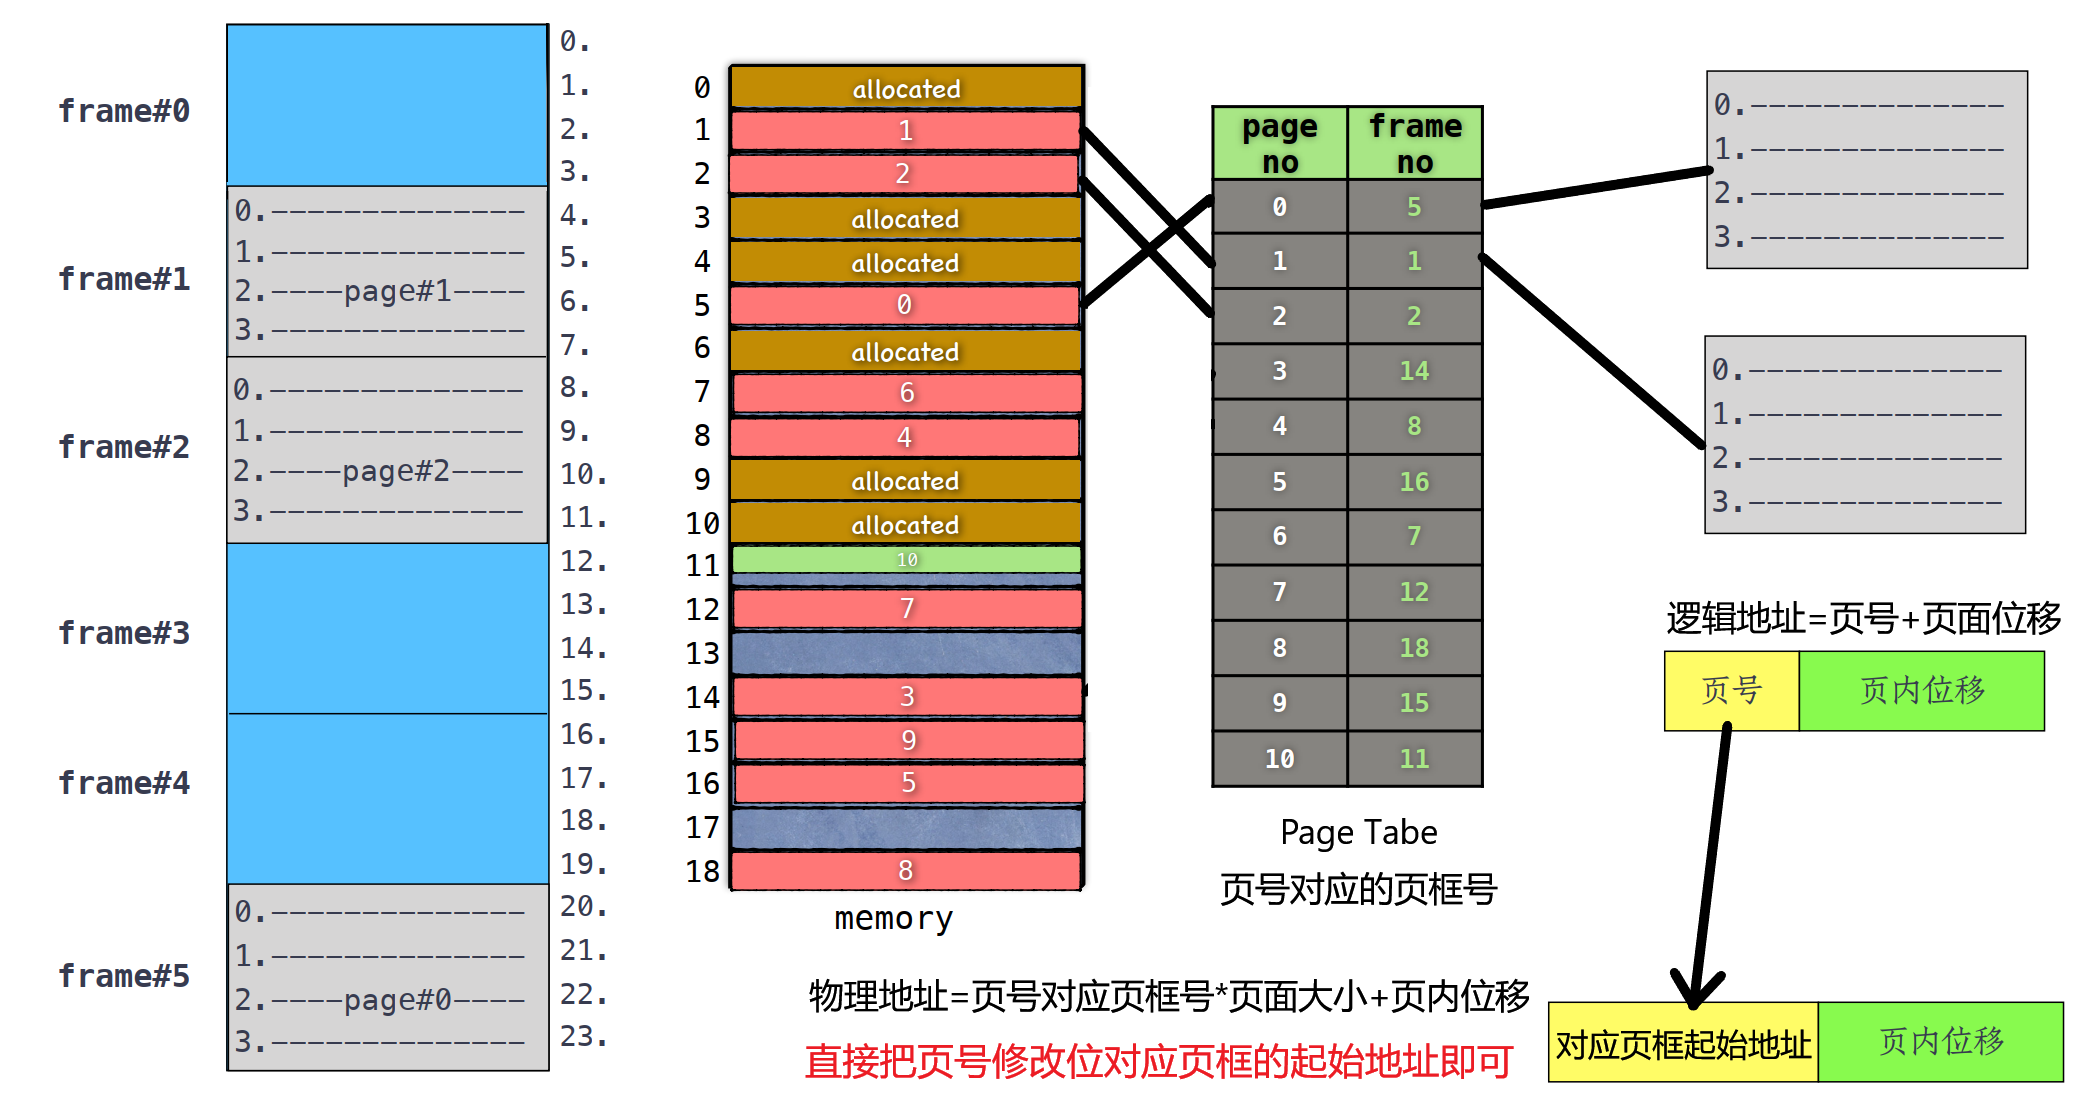 frame#0
frame#1
frame#2
frame#3
frame#4
frame#5
0.--------------
1.--------------
2.----page#1----
3.--------------
0.--------------
1.--------------
2.----page#2----
3.--------------
0.--------------
1.--------------
2.----page#0----
3.--------------
0.
1.
2.
3.
4.
5.
6.
7.
8.
9.
10.
11.
12.
13.
14.
15.
16.
17.
18.
19.
20.
21.
22.
23.
0 allocated
1 1
2 2
3 allocated
4 allocated
5 0
6 allocated
7 6
8 4
9 allocated
10 allocated
11 10
12 7
13
14 3
15 9
16 5
17
18 8
memory
page no frame no
0 5
1 1
2 2
3 14
4 8
5 16
6 7
7 12
8 18
9 15
10 11
Page Tabe
页号对应的页框号
0.--------------
1.--------------
2.--------------
3.--------------
0.--------------
1.--------------
2.--------------
3.--------------
逻辑地址=页号+页面位移
页号 页内位移
物理地址=页号对应页框号*页面大小+页内位移
直接把页号修改位对应页框的起始地址即可
对应页框起始地址 页内位移